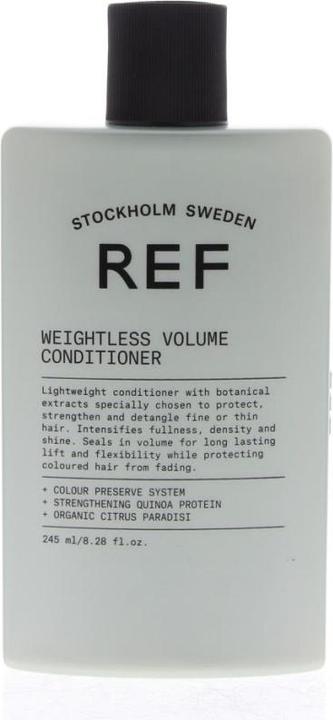 STOCKHOLM SWEDEN
REF
WEIGHTLESS VOLUME
CONDITIONER
Lightweight conditioner with botanical
extracts specially chosen to protect,
strengthen and detangle fine or thin
hair. Intensifies fullness, density and
shine. Seals in volume for long lasting
lift and flexibility while protecting
coloured hair from fading.
+ COLOUR PRESERVE SYSTEM
+ STRENGTHENING QUINOA PROTEIN
+ ORGANIC CITRUS PARADISI
245 ml/8.28 fl.oz.